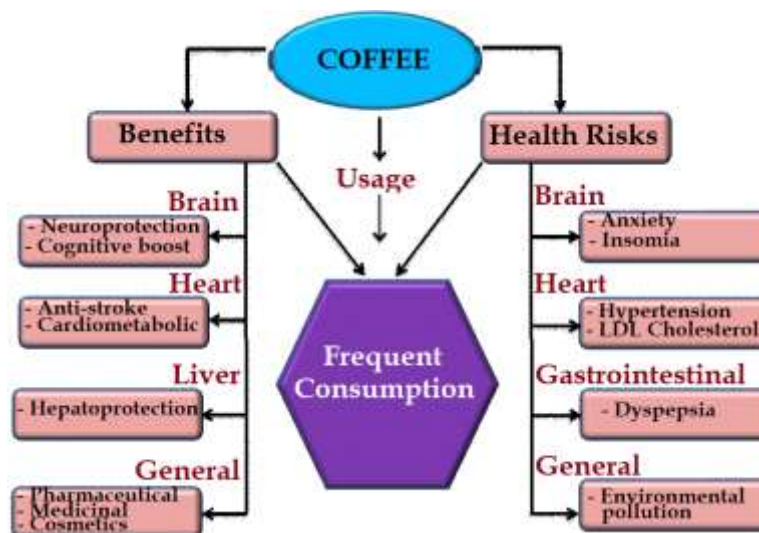 COFFEE
Benefits
Health Risks
Usage
Brain
- Neuroprotection
- Cognitive boost
Heart
- Anti-stroke
- Cardiometabolic
Liver
- Hepatoprotection
General
- Pharmaceutical
- Medicinal
- Cosmetics
Frequent
Consumption
Brain
- Anxiety
- Insomia
Heart
- Hypertension
- LDL Cholesterol
Gastrointestinal
- Dyspepsia
General
- Environmental
pollution